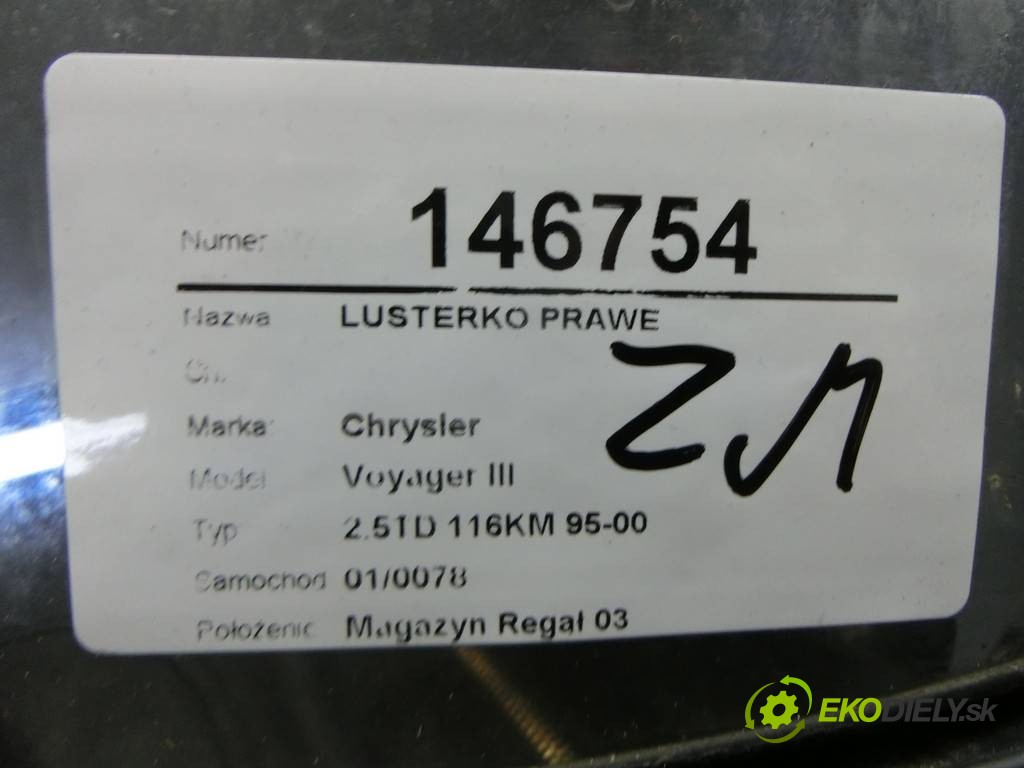 Numer 146754
Nazwa LUSTERKO PRAWE
Marka Chrysler
Model Voyager III
Typ 2.5TD 116KM 95-00
Samochod 01/0078
Położenie Magazyn Regał 03
EKODIELY.sk